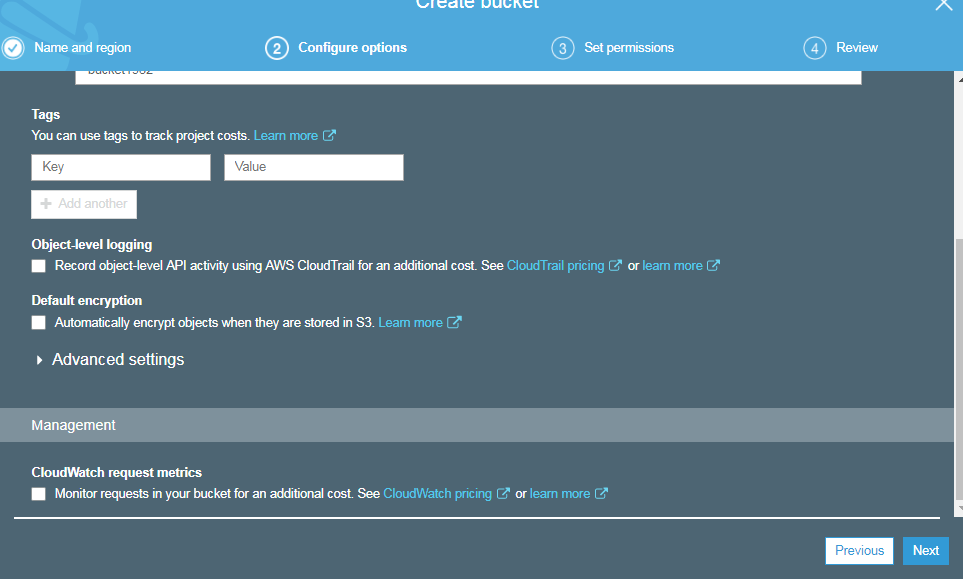 Create bucket
Name and region
2 Configure options
3 Set permissions
4 Review
Tags
You can use tags to track project costs. Learn more
Key Value
Add another
Object-level logging
Record object-level API activity using AWS CloudTrail for an additional cost. See CloudTrail pricing or learn more
Default encryption
Automatically encrypt objects when they are stored in S3. Learn more
Advanced settings
Management
CloudWatch request metrics
Monitor requests in your bucket for an additional cost. See CloudWatch pricing or learn more
Previous Next